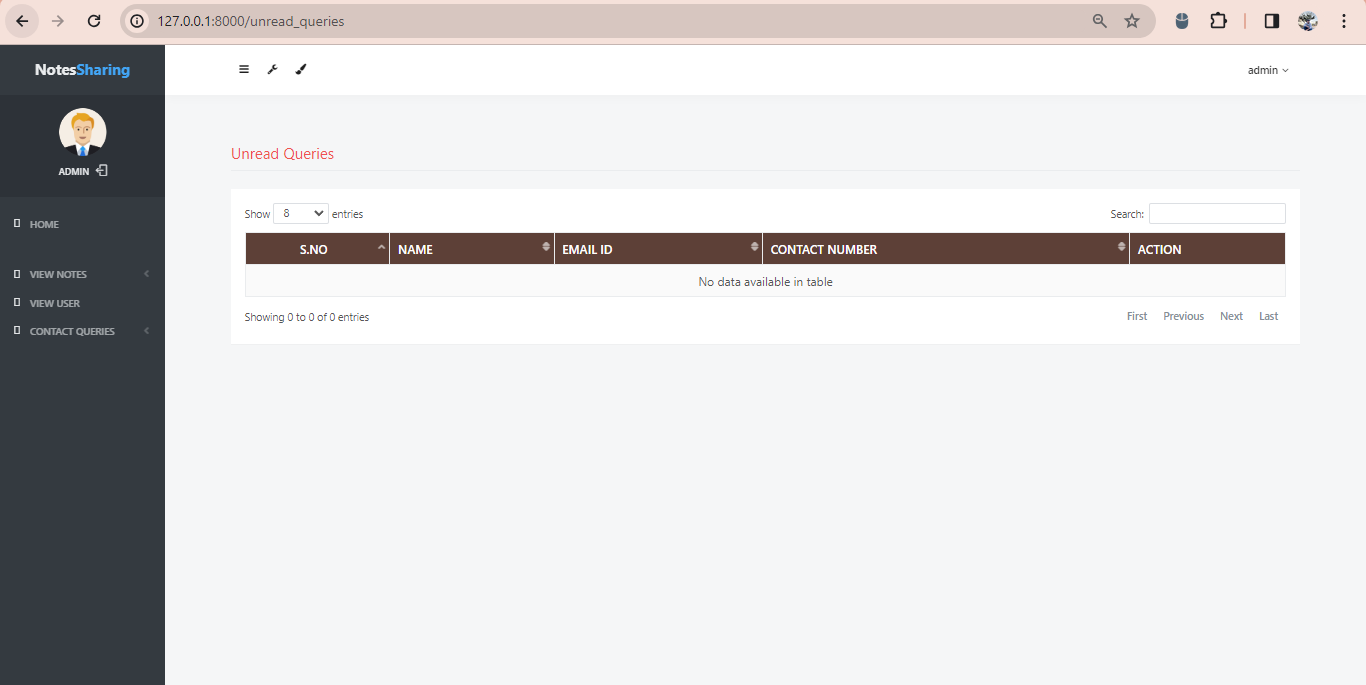 127.0.0.1:8000/unread_queries
NotesSharing
admin
ADMIN
HOME
VIEW NOTES
VIEW USER
CONTACT QUERIES
Unread Queries
Show 8 entries
Search:
S.NO NAME EMAIL ID CONTACT NUMBER ACTION
No data available in table
Showing 0 to 0 of 0 entries
First Previous Next Last